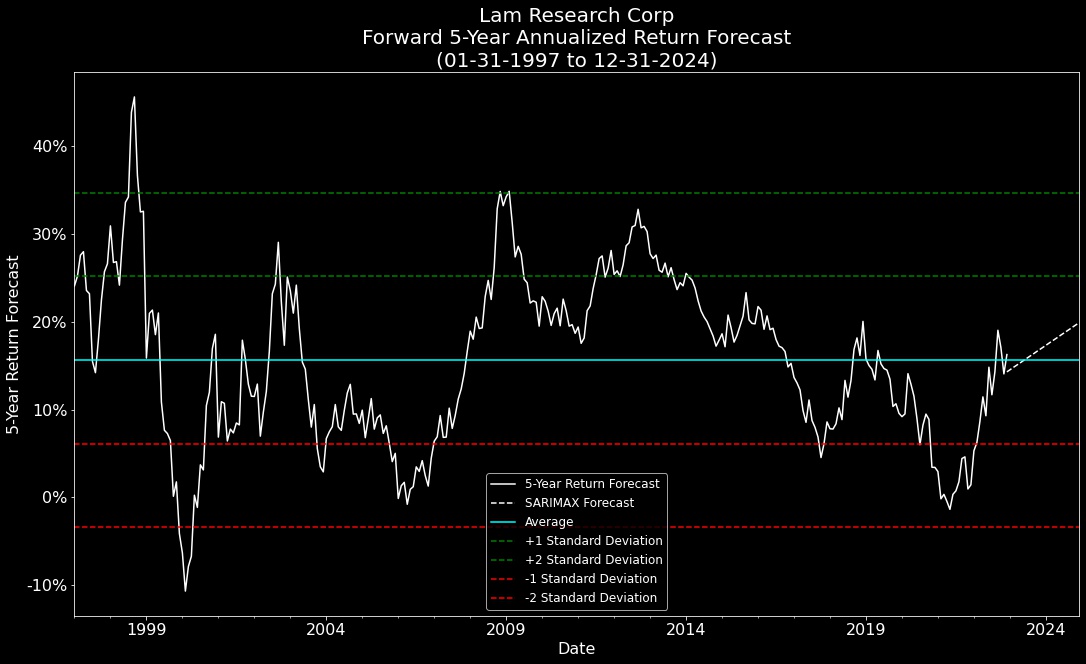 Lam Research Corp
Forward 5-Year Annualized Return Forecast
(01-31-1997 to 12-31-2024)
5-Year Return Forecast
40%
30%
20%
10%
0%
-10%
5-Year Return Forecast
SARIMAX Forecast
Average
+1 Standard Deviation
+2 Standard Deviation
-1 Standard Deviation
-2 Standard Deviation
1999
2004
2009
2014
2019
2024
Date